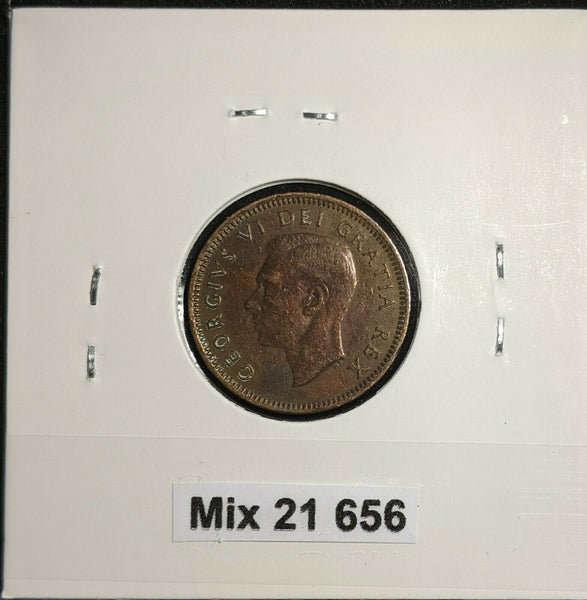 GEORGIVS VI DEI GRATIA REX
Mix 21 656